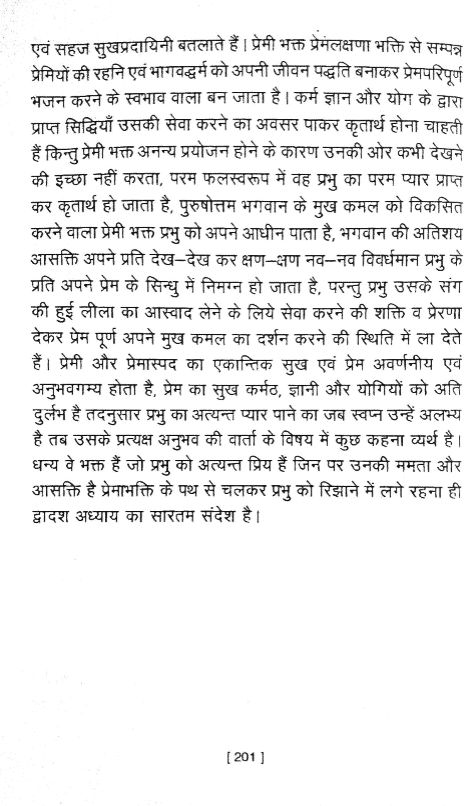 एवं सहज सुखप्रदायिनी बतलाते हैं। प्रेमी भक्त प्रेमलक्षणा भक्ति से सम्पन्न
प्रेमियों की रहनि एवं भागवद्धर्म को अपनी जीवन पद्धति बनाकर प्रेमपरिपूर्ण
भजन करने के स्वभाव वाला बन जाता है। कर्म ज्ञान और योग के द्वारा
प्राप्त सिद्धियाँ उसकी सेवा करने का अवसर पाकर कृतार्थ होना चाहती
हैं किन्तु प्रेमी भक्त अनन्य प्रयोजन होने के कारण उनकी ओर कभी देखने
की इच्छा नहीं करता, परम फलस्वरूप में वह प्रभु का परम प्यार प्राप्त
कर कृतार्थ हो जाता है, पुरुषोत्तम भगवान के मुख कमल को विकसित
करने वाला प्रेमी भक्त प्रभु को अपने आधीन पाता है, भगवान की अतिशय
आसक्ति अपने प्रति देख–देख कर क्षण–क्षण नव–नव विवर्धमान प्रभु के
प्रति अपने प्रेम के सिन्धु में निमग्न हो जाता है, परन्तु प्रभु उसके संग
की हुई लीला का आस्वाद लेने के लिये सेवा करने की शक्ति व प्रेरणा
देकर प्रेम पूर्ण अपने मुख कमल का दर्शन करने की स्थिति में ला देते
हैं। प्रेमी और प्रेमास्पद का एकान्तिक सुख एवं प्रेम अवर्णनीय एवं
अनुभवगम्य होता है, प्रेम का सुख कर्मठ, ज्ञानी और योगियों को अति
दुर्लभ है तदनुसार प्रभु का अत्यन्त प्यार पाने का जब स्वप्न उन्हें अलभ्य
है तब उसके प्रत्यक्ष अनुभव की वार्ता के विषय में कुछ कहना व्यर्थ है।
धन्य वे भक्त हैं जो प्रभु को अत्यन्त प्रिय हैं जिन पर उनकी ममता और
आसक्ति है प्रेमाभक्ति के पथ से चलकर प्रभु को रिझाने में लगे रहना ही
द्वादश अध्याय का सारतम संदेश है।
[ 201 ]